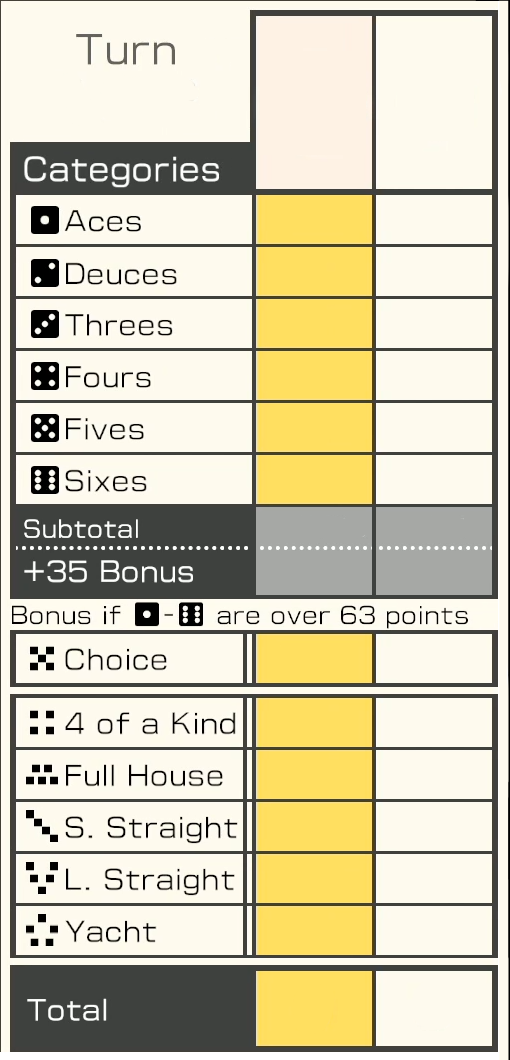 Turn
Categories
Aces
Deuces
Threes
Fours
Fives
Sixes
Subtotal
+35 Bonus
Bonus if - are over 63 points
Choice
4 of a Kind
Full House
S. Straight
L. Straight
Yacht
Total